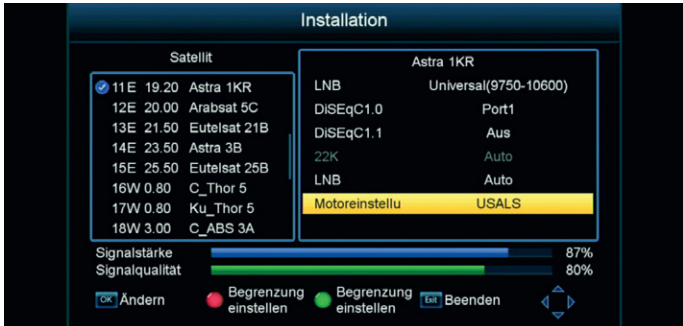 Installation
Satellit
11E 19.20 Astra 1KR
12E 20.00 Arabsat 5C
13E 21.50 Eutelsat 21B
14E 23.50 Astra 3B
15E 25.50 Eutelsat 25B
16W 0.80 C_Thor 5
17W 0.80 Ku_Thor 5
18W 3.00 C_ABS 3A
Astra 1KR
LNB Universal(9750-10600)
DiSEqC1.0 Port1
DiSEqC1.1 Aus
22K Auto
LNB Auto
Motoreinstellu USALS
Signalstärke 87%
Signalqualität 80%
OK Ändern
Begrenzung
einstellen
Begrenzung
einstellen
Exit Beenden